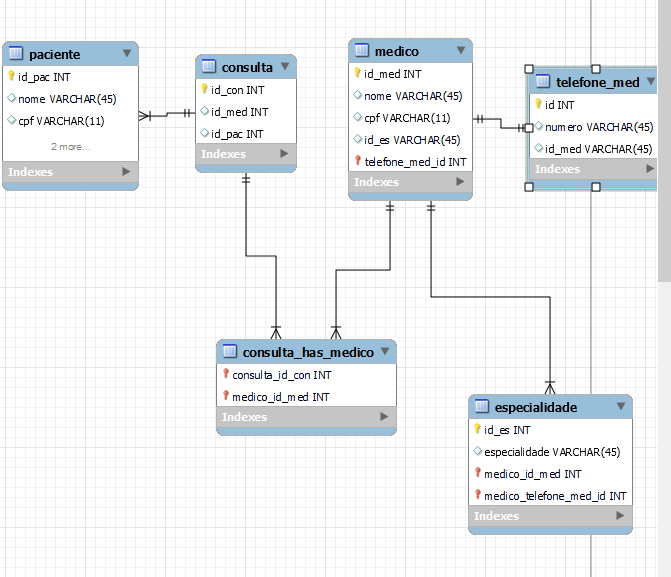 paciente
id_pac INT
nome VARCHAR(45)
cpf VARCHAR(11)
2 more...
Indexes
consulta
id_con INT
id_med INT
id_pac INT
Indexes
medico
id_med INT
nome VARCHAR(45)
cpf VARCHAR(11)
id_es VARCHAR(45)
telefone_med_id INT
Indexes
telefone_med
id INT
numero VARCHAR(45)
id_med VARCHAR(45)
Indexes
consulta_has_medico
consulta_id_con INT
medico_id_med INT
Indexes
especialidade
id_es INT
especialidade VARCHAR(45)
medico_id_med INT
medico_telefone_med_id INT
Indexes